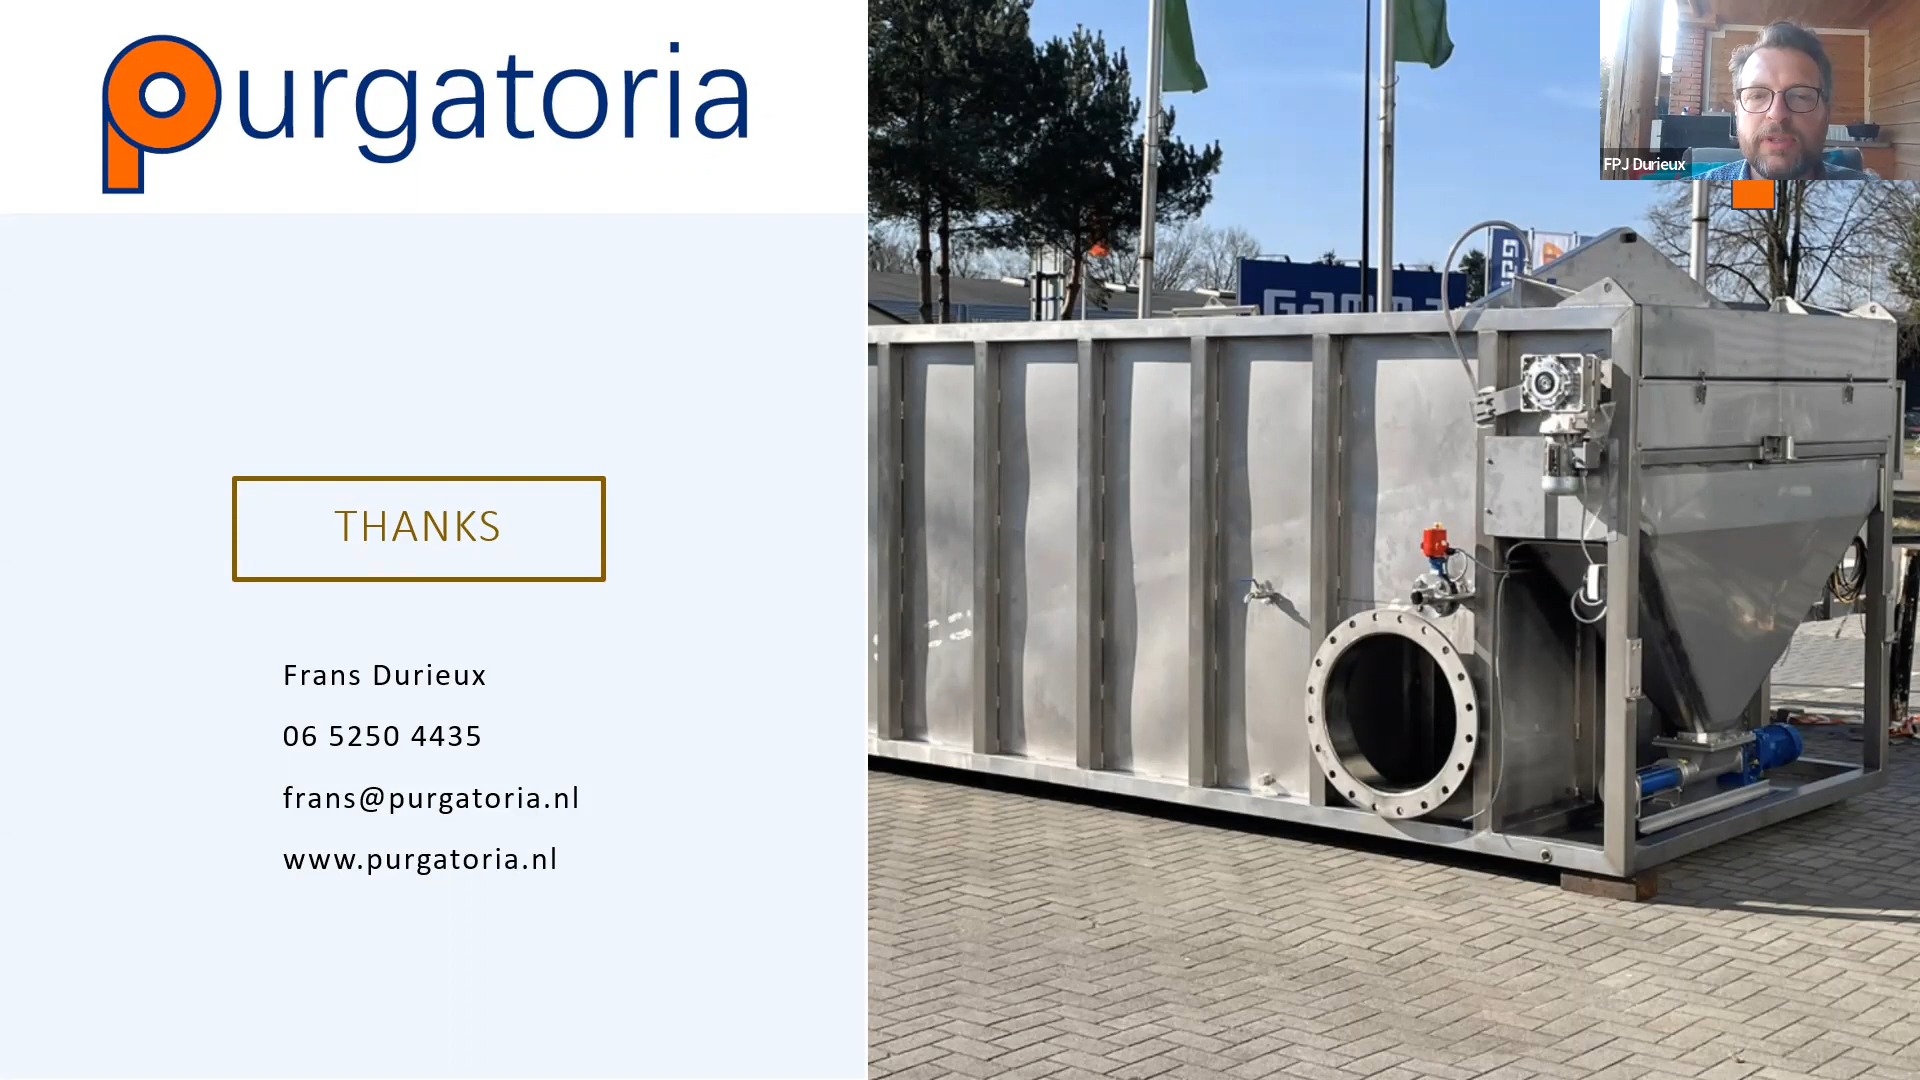 purgatoria
THANKS
Frans Durieux
06 5250 4435
frans@purgatoria.nl
www.purgatoria.nl
FPJ Durieux